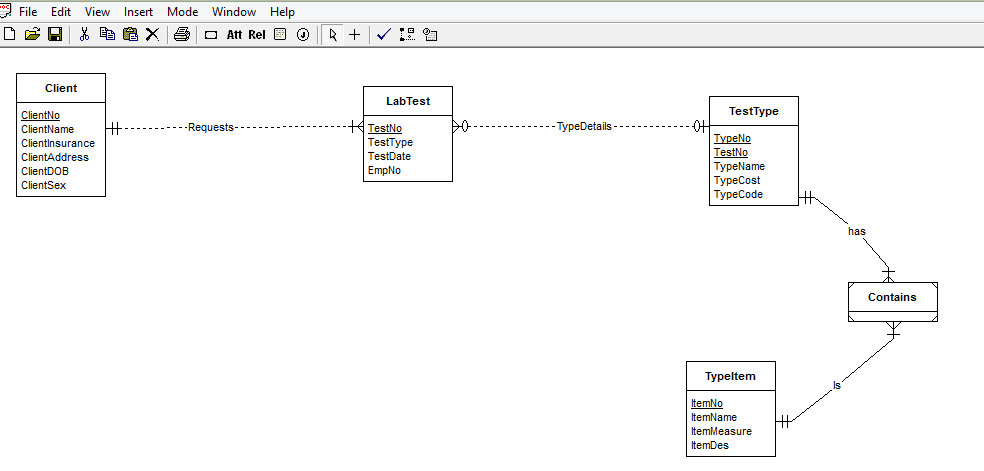 File Edit View Insert Mode Window Help
Att Rel
Client
ClientNo
ClientName
ClientInsurance
ClientAddress
ClientDOB
ClientSex
Requests
LabTest
TestNo
TestType
TestDate
EmpNo
TypeDetails
TestType
TypeNo
TestNo
TypeName
TypeCost
TypeCode
has
Contains
Is
TypeItem
ItemNo
ItemName
ItemMeasure
ItemDes